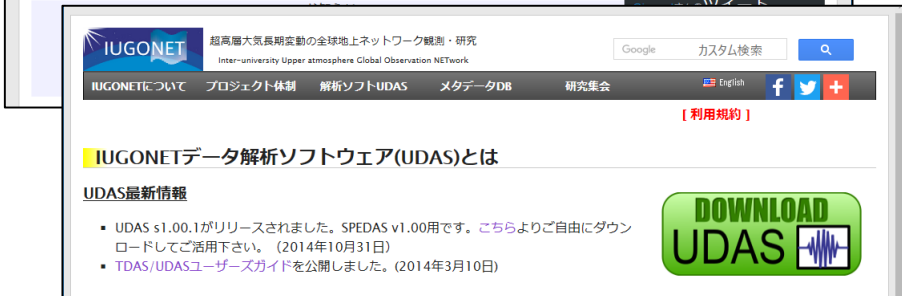 さんのツイート
IUGONET
超高層大気長期変動の全球地上ネットワーク観測・研究
Inter-university Upper atmosphere Global Observation NETwork
Google カスタム検索
IUGONETについて プロジェクト体制 解析ソフトUDAS メタデータDB 研究集会 English
[ 利用規約 ]
IUGONETデータ解析ソフトウェア(UDAS)とは
UDAS最新情報
UDAS s1.00.1がリリースされました。SPEDAS v1.00用です。こちらよりご自由にダウン
ロードしてご活用下さい。（2014年10月31日）
TDAS/UDASユーザーズガイドを公開しました。(2014年3月10日)
DOWNLOAD
UDAS